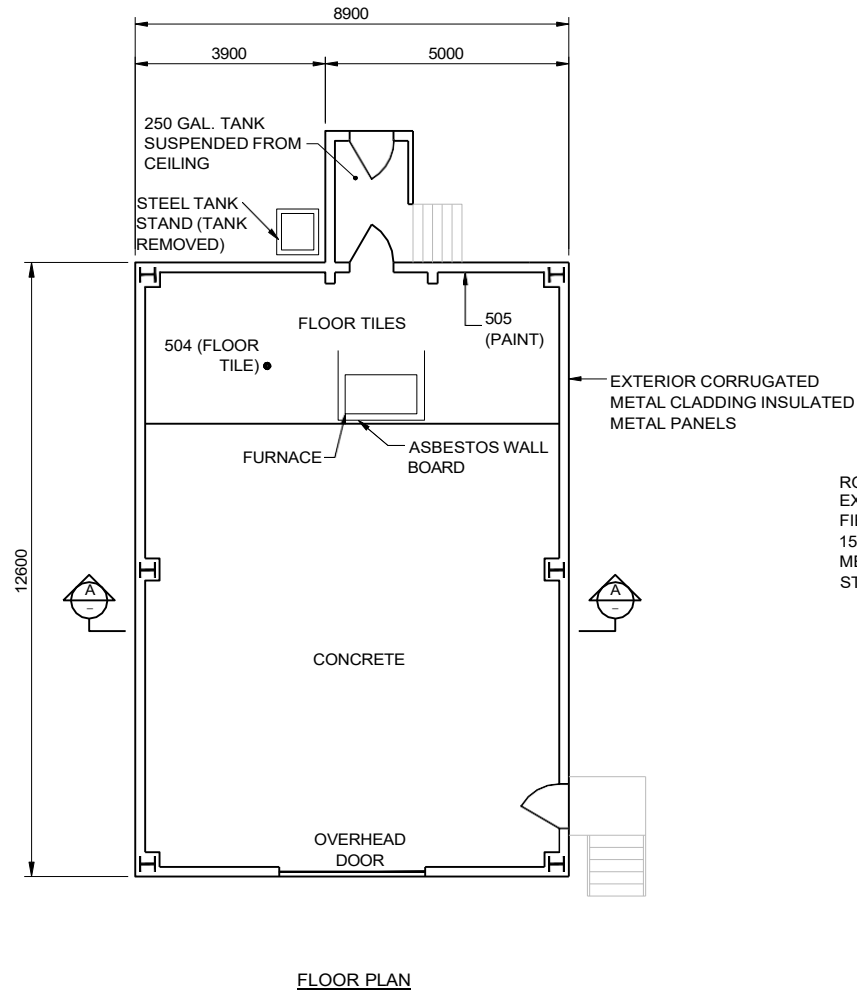 8900
3900
5000
250 GAL. TANK
SUSPENDED FROM
CEILING
STEEL TANK
STAND (TANK
REMOVED)
FLOOR TILES
504 (FLOOR
TILE)
505
(PAINT)
EXTERIOR CORRUGATED
METAL CLADDING INSULATED
METAL PANELS
FURNACE
ASBESTOS WALL
BOARD
12600
A
–
A
–
CONCRETE
OVERHEAD
DOOR
FLOOR PLAN
15
ST